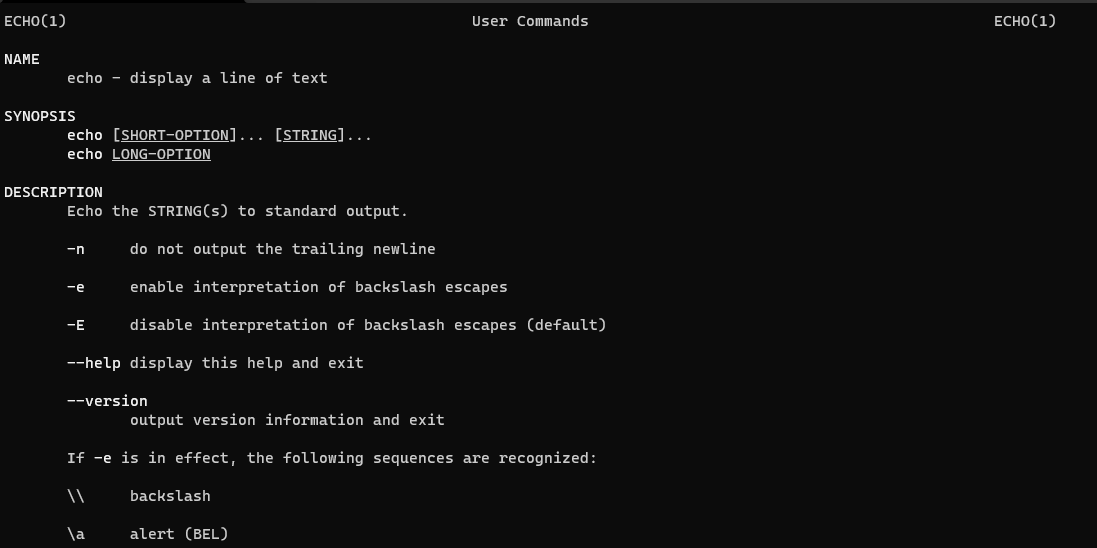 ECHO(1) User Commands ECHO(1)
NAME
echo - display a line of text
SYNOPSIS
echo [SHORT-OPTION]... [STRING]...
echo LONG-OPTION
DESCRIPTION
Echo the STRING(s) to standard output.
-n do not output the trailing newline
-e enable interpretation of backslash escapes
-E disable interpretation of backslash escapes (default)
--help display this help and exit
--version
output version information and exit
If -e is in effect, the following sequences are recognized:
\\ backslash
\a alert (BEL)